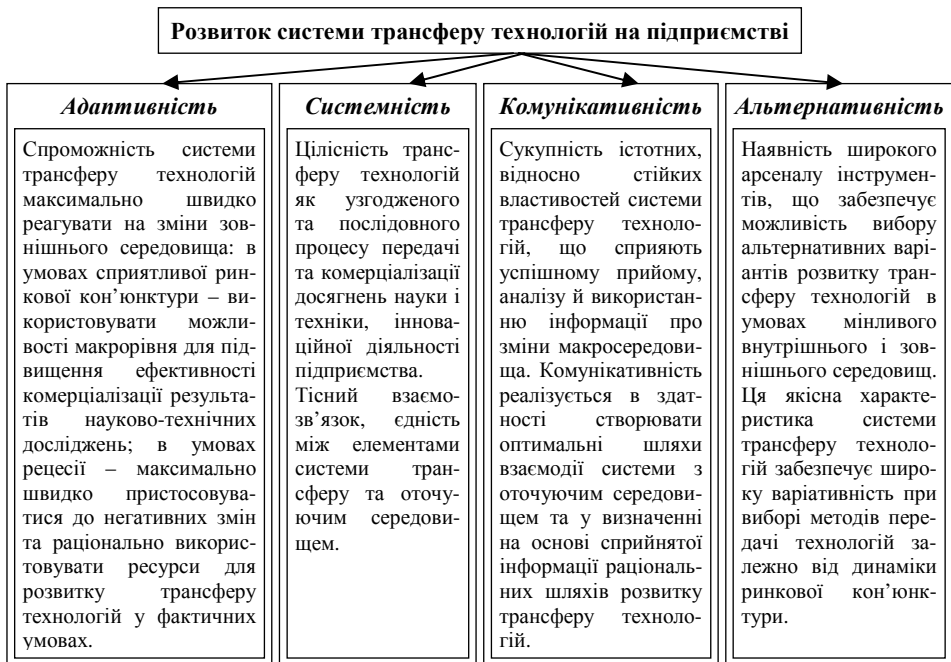 Розвиток системи трансферу технологій на підприємстві
Адаптивність
Спроможність системи
трансферу технологій
максимально швидко
реагувати на зміни зов-
нішнього середовища: в
умовах сприятливої рин-
кової кон’юнктури – ви-
користовувати можли-
вості макрорівня для під-
вищення ефективності
комерціалізації результа-
тів науково-технічних
досліджень; в умовах
рецесії – максимально
швидко пристосовува-
тися до негативних змін
та раціонально викорис-
товувати ресурси для
розвитку трансферу
технологій у фактичних
умовах.
Системність
Цілісність транс-
феру технологій
як узгодженого
та послідовного
процесу передачі
та комерціалізації
досягнень науки і
техніки, іннова-
ційної діяльності
підприємства.
Тісний взаємо-
зв’язок, єдність
між елементами
системи тран-
сферу та оточу-
ючим середови-
щем.
Комунікативність
Сукупність істотних,
відносно стійких
властивостей системи
трансферу техноло-
гій, що сприяють
успішному прийому,
аналізу й використан-
ню інформації про
зміни макросередови-
ща. Комунікативність
реалізується в здат-
ності створювати
оптимальні шляхи
взаємодії системи з
оточуючим середови-
щем та у визначенні
на основі сприйнятої
інформації раціональ-
них шляхів розвитку
трансферу техноло-
гій.
Альтернативність
Наявність широкого
арсеналу інструмен-
тів, що забезпечує
можливість вибору
альтернативних варі-
антів розвитку тран-
сферу технологій в
умовах мінливого
внутрішнього і зов-
нішнього середовищ.
Ця якісна характе-
ристика системи
трансферу техноло-
гій забезпечує широ-
ку варіативність при
виборі методів пере-
дачі технологій за-
лежно від динаміки
ринкової кон’юнк-
тури.